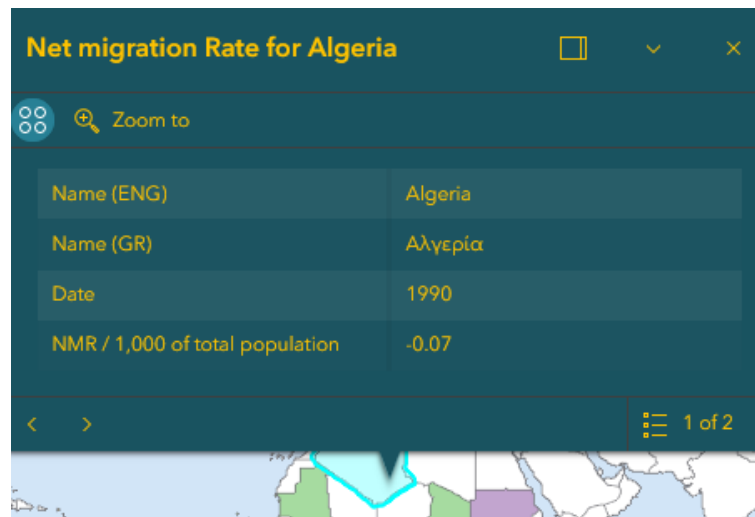 Net migration Rate for Algeria
Zoom to
Name (ENG) Algeria
Name (GR) Αλγερία
Date 1990
NMR / 1,000 of total population -0.07
1 of 2